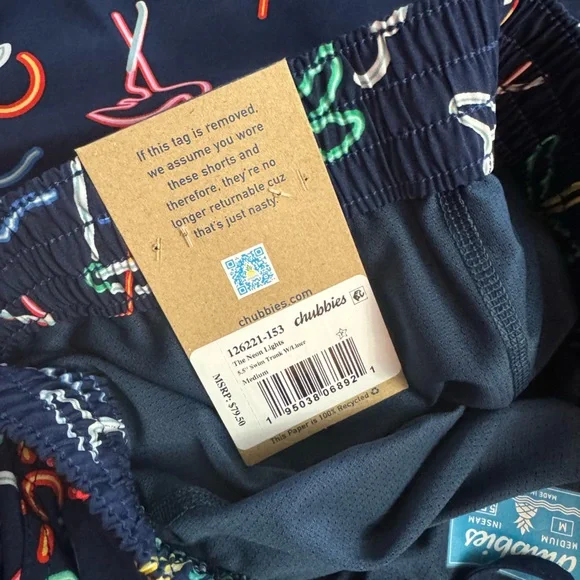 If this tag is removed,
we assume you wore
these shorts and
therefore, they're no
longer returnable cuz
that's just nasty.
chubbies.com
126221-153 chubbies
The Neon Lights
5.5" Swim Trunk W/Liner
Medium
MSRP: $79.50
1 95038 06892 1
This Paper is 100% Recycled
chubbies
MEDIUM
INSEAM
M
MADE IN